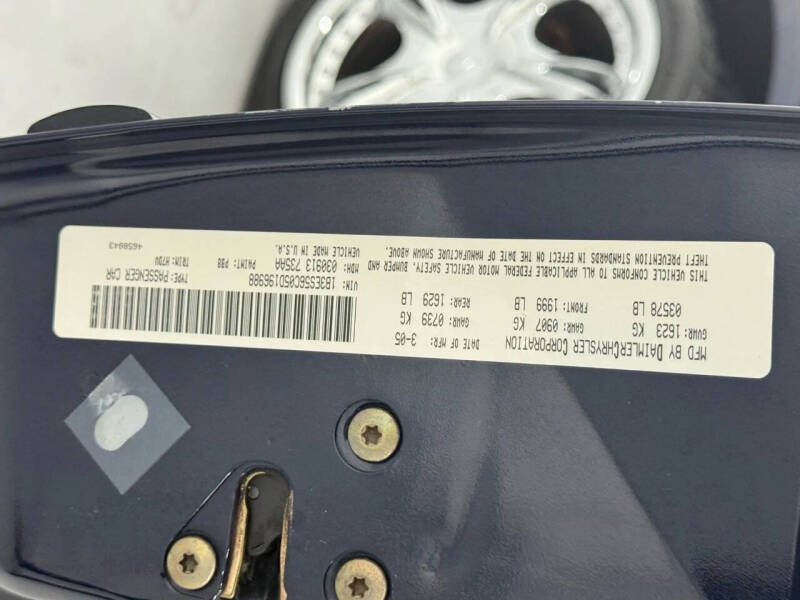 MFD BY DAIMLERCHRYSLER CORPORATION
DATE OF MFR: 3-05
GVWR: 1623 KG
GAWR: 0907 KG
GAWR: 0739 KG
03578 LB
FRONT: 1999 LB
REAR: 1629 LB
THIS VEHICLE CONFORMS TO ALL APPLICABLE FEDERAL MOTOR VEHICLE SAFETY, BUMPER AND
THEFT PREVENTION STANDARDS IN EFFECT ON THE DATE OF MANUFACTURE SHOWN ABOVE.
VIN: 1B3ES56C05D196988
TYPE: PASSENGER CAR
MDH: 030913 735AA
PAINT: PBB
TRIM: H7DV
VEHICLE MADE IN U.S.A.
4658843